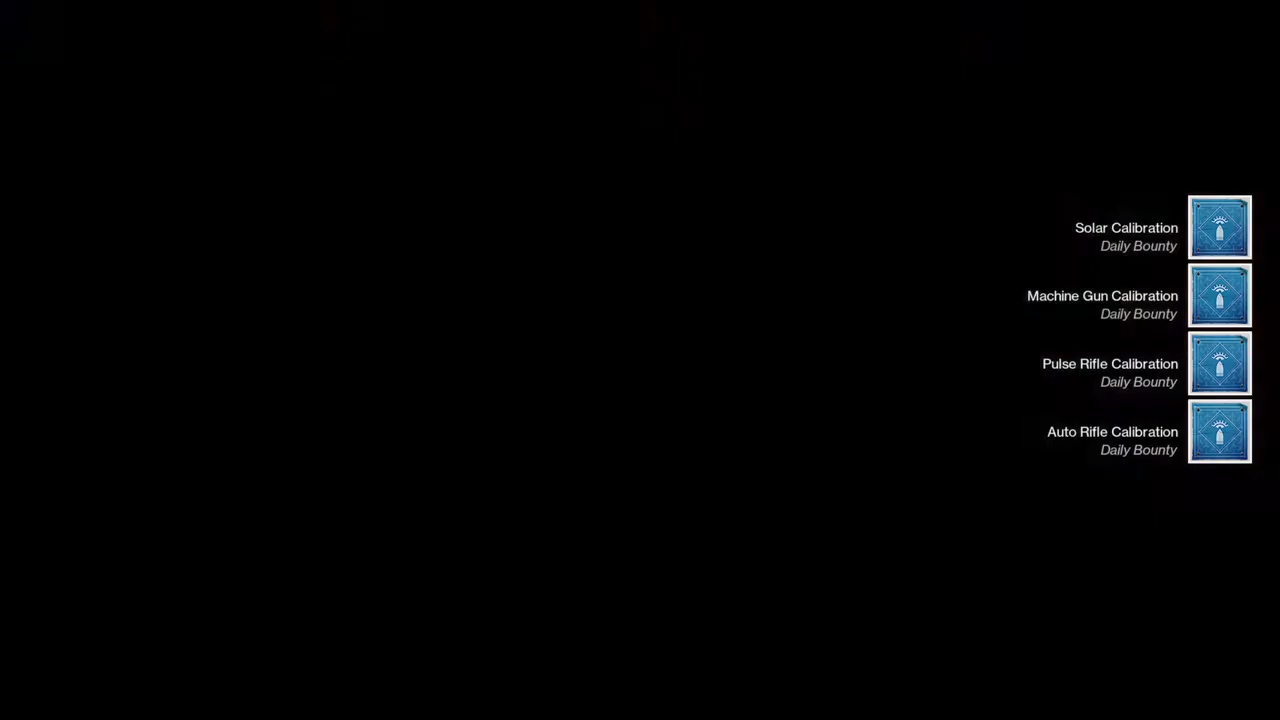 Solar Calibration
Daily Bounty
Machine Gun Calibration
Daily Bounty
Pulse Rifle Calibration
Daily Bounty
Auto Rifle Calibration
Daily Bounty